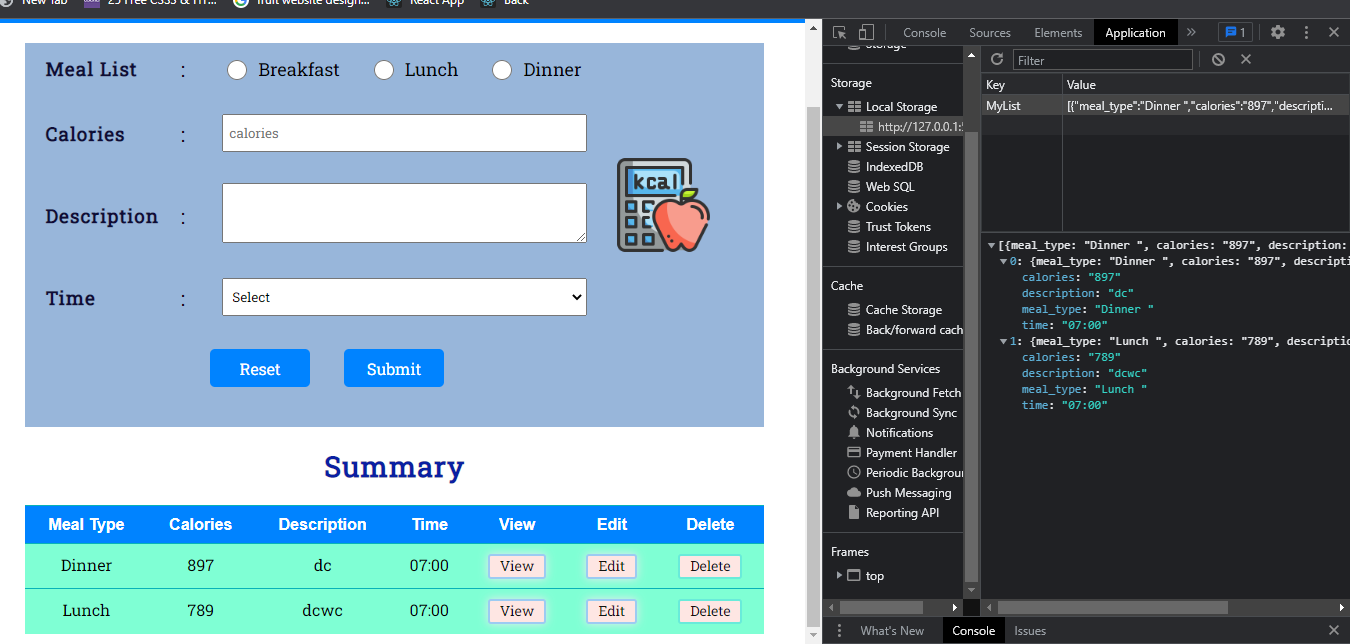 New Tab 25 Free CSS3 & HT... fruit website design... React App Back
Meal List : Breakfast Lunch Dinner
Calories : calories
kcal
Description :
Time : Select
Reset Submit
Summary
Meal Type Calories Description Time View Edit Delete
Dinner 897 dc 07:00 View Edit Delete
Lunch 789 dcwc 07:00 View Edit Delete
Console Sources Elements Application » 1
Storage
Storage
Local Storage
http://127.0.0.1:5
Session Storage
IndexedDB
Web SQL
Cookies
Trust Tokens
Interest Groups
Cache
Cache Storage
Back/forward cach
Background Services
Background Fetch
Background Sync
Notifications
Payment Handler
Periodic Backgroun
Push Messaging
Reporting API
Frames
top
Filter
Key Value
MyList [{"meal_type":"Dinner ","calories":"897","descripti...
[{meal_type: "Dinner ", calories: "897", description:
0: {meal_type: "Dinner ", calories: "897", descripti
calories: "897"
description: "dc"
meal_type: "Dinner "
time: "07:00"
1: {meal_type: "Lunch ", calories: "789", descriptio
calories: "789"
description: "dcwc"
meal_type: "Lunch "
time: "07:00"
What's New Console Issues